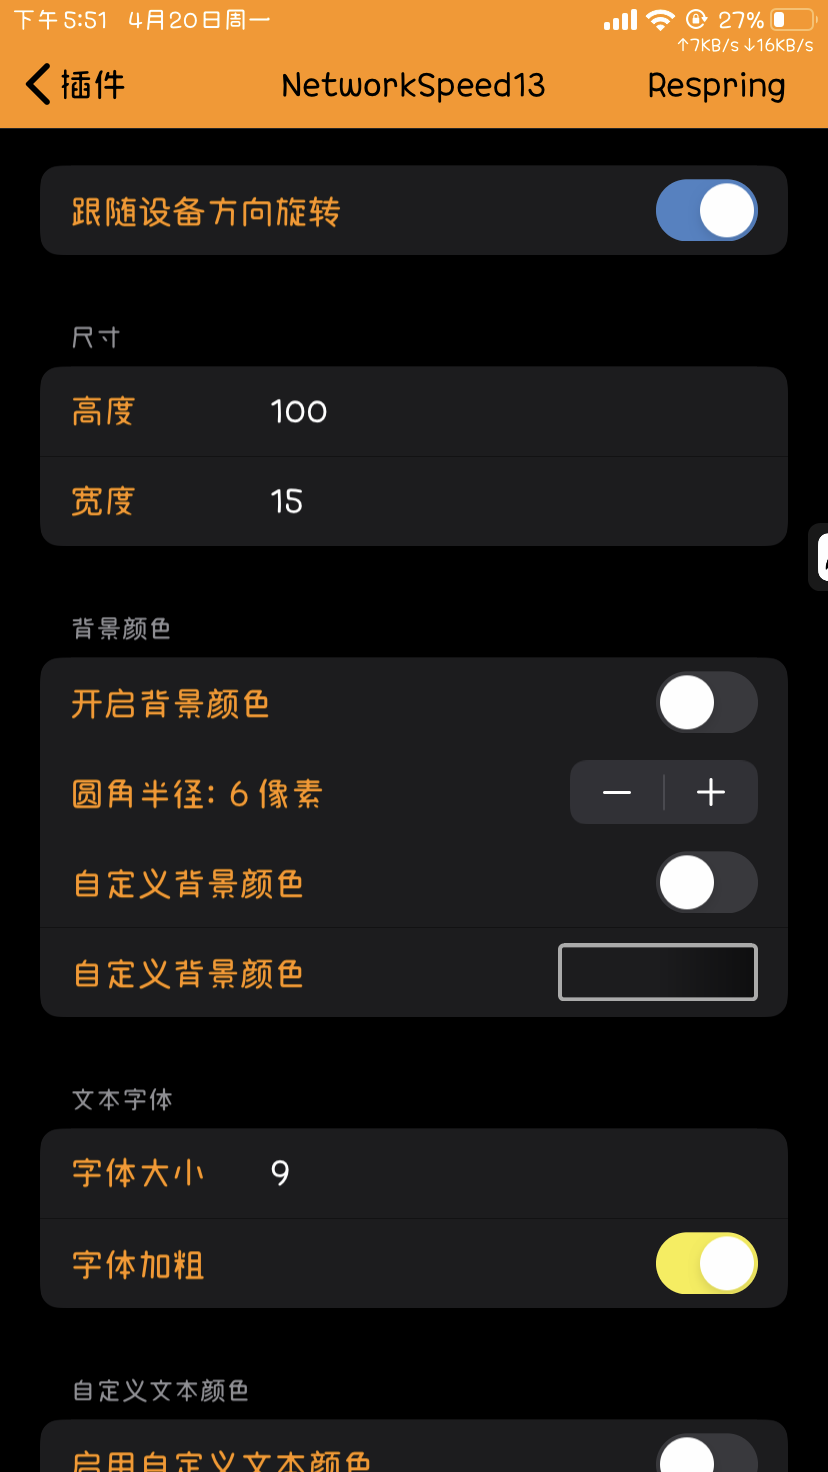 下午5:51 4月20日周一 27%
↑7KB/s ↓16KB/s
插件 NetworkSpeed13 Respring
跟随设备方向旋转
尺寸
高度 100
宽度 15
背景颜色
开启背景颜色
圆角半径: 6 像素
自定义背景颜色
自定义背景颜色
文本字体
字体大小 9
字体加粗
自定义文本颜色
启用自定义文本颜色